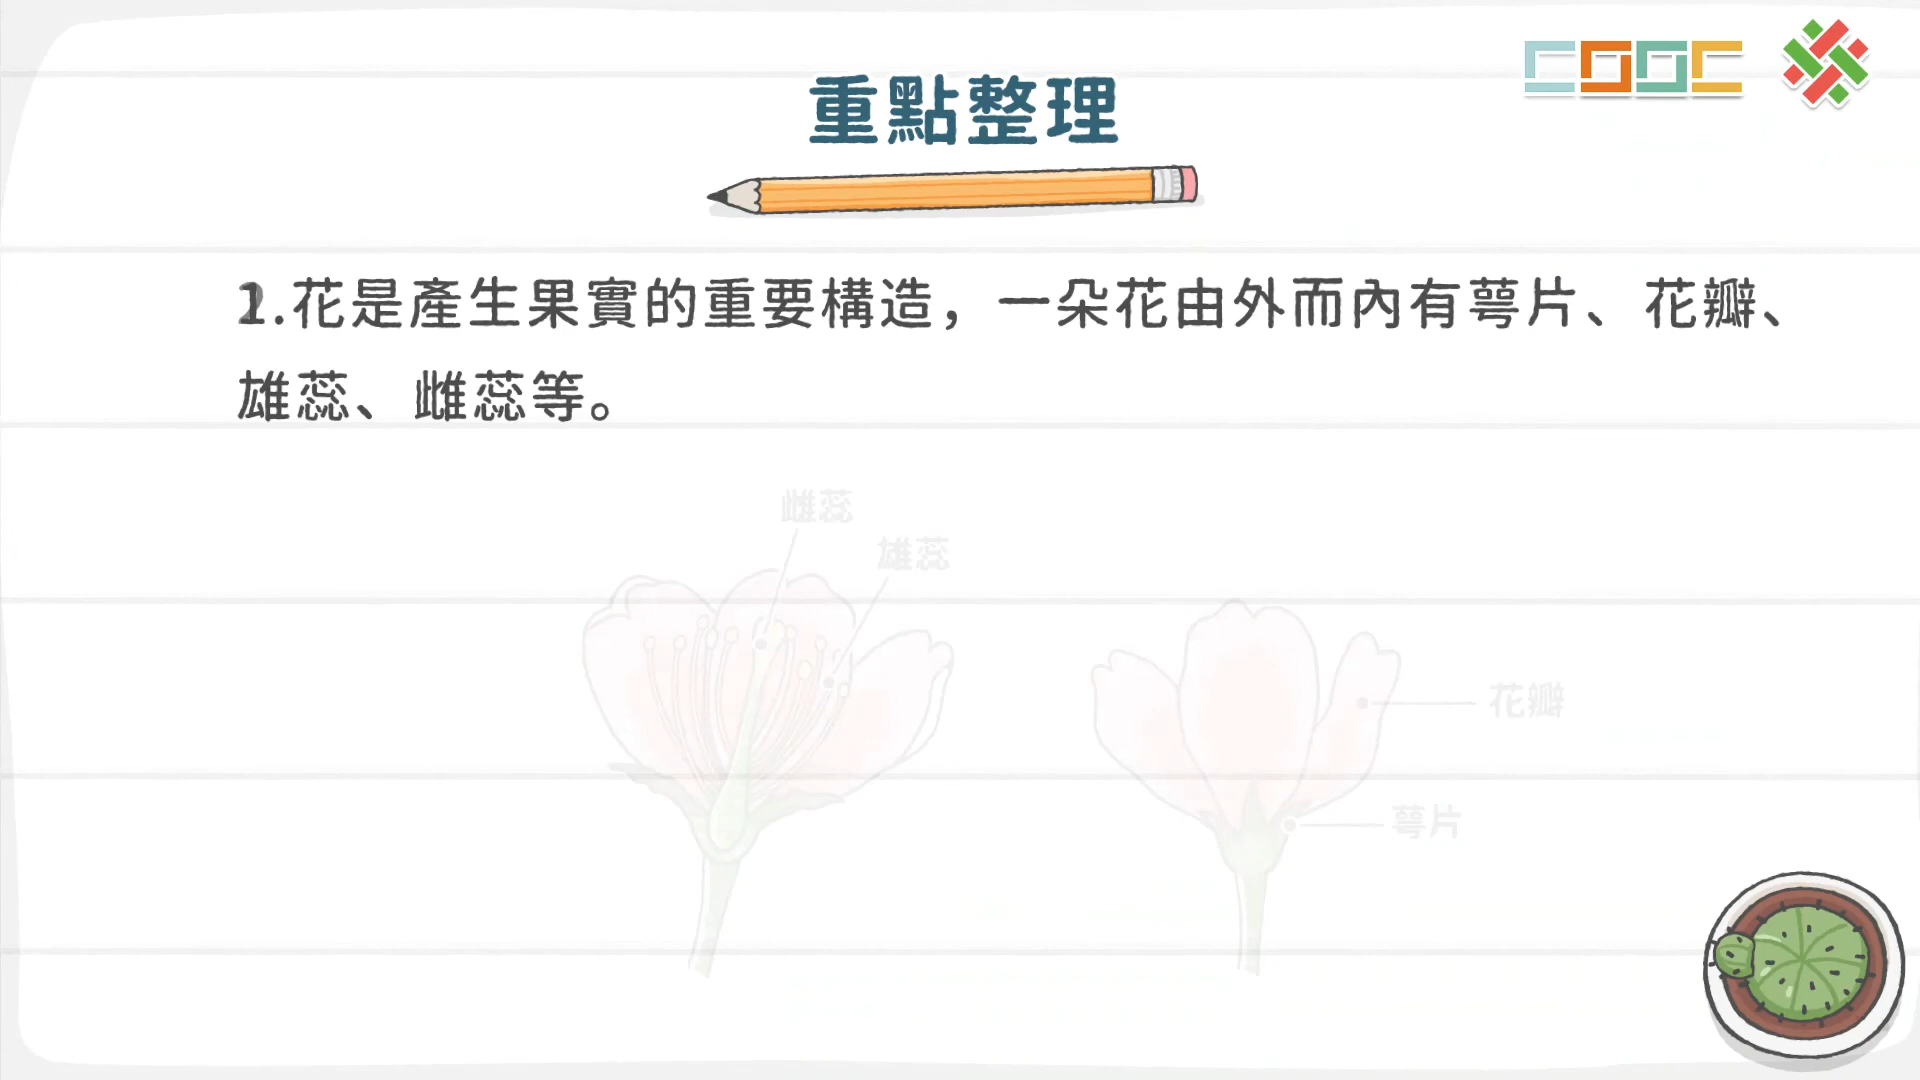 COOC
重點整理
1.花是產生果實的重要構造，一朵花由外而內有萼片、花瓣、
雄蕊、雌蕊等。
雌蕊
雄蕊
花瓣
萼片